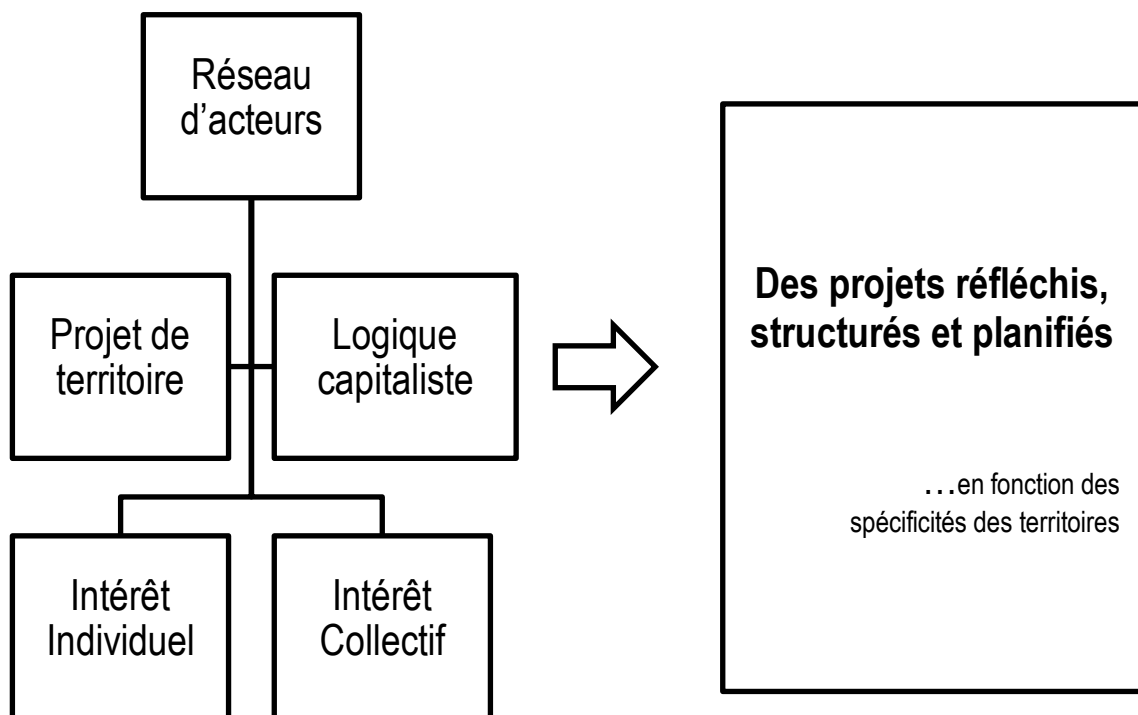 Réseau
d’acteurs
Projet de
territoire
Logique
capitaliste
Intérêt
Individuel
Intérêt
Collectif
Des projets réfléchis,
structurés et planifiés
…en fonction des
spécificités des territoires